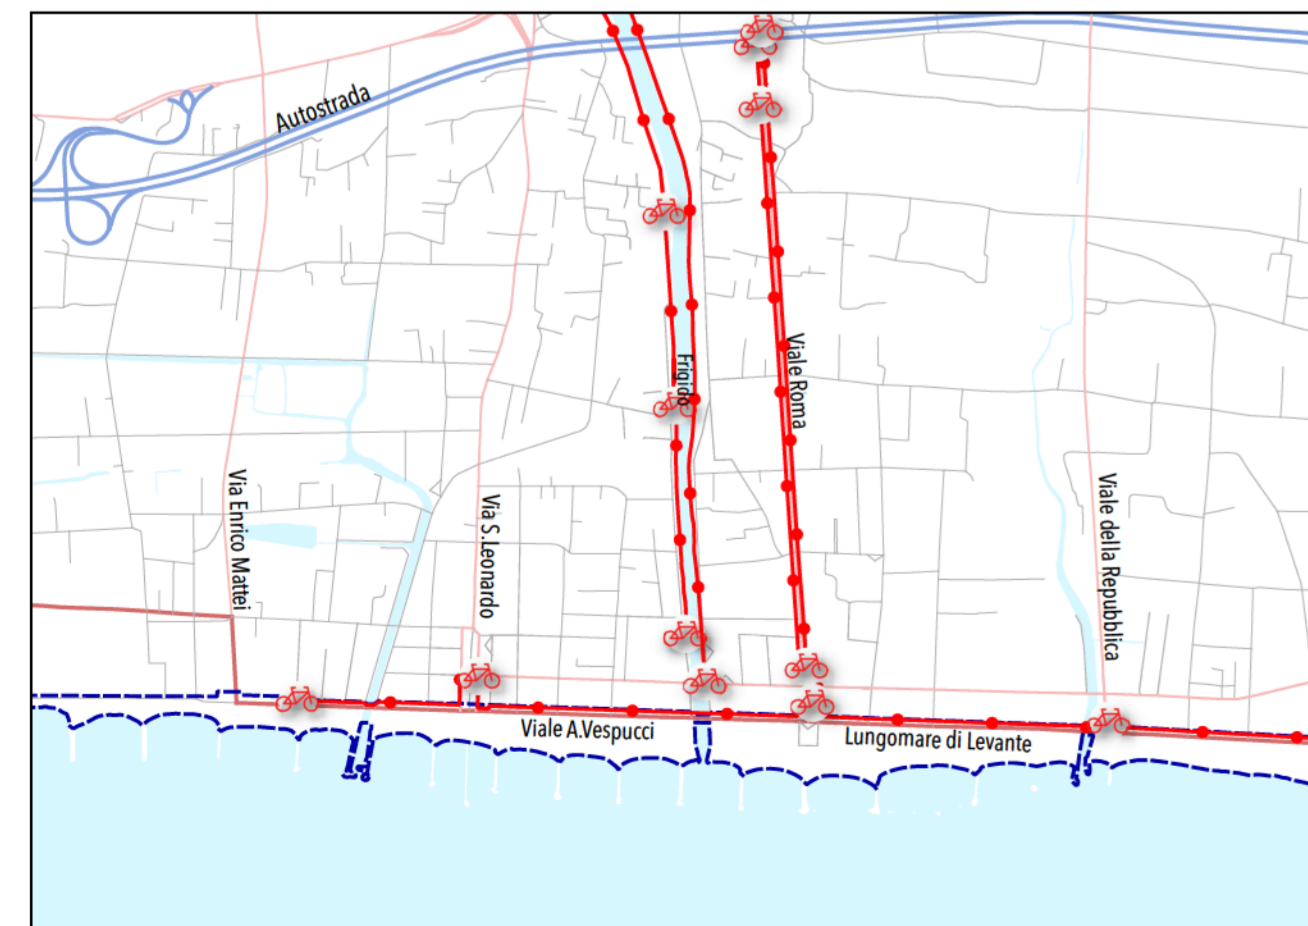 Autostrada
Frigido
Viale Roma
Via Enrico Mattei
Via S.Leonardo
Viale della Repubblica
Viale A.Vespucci
Lungomare di Levante